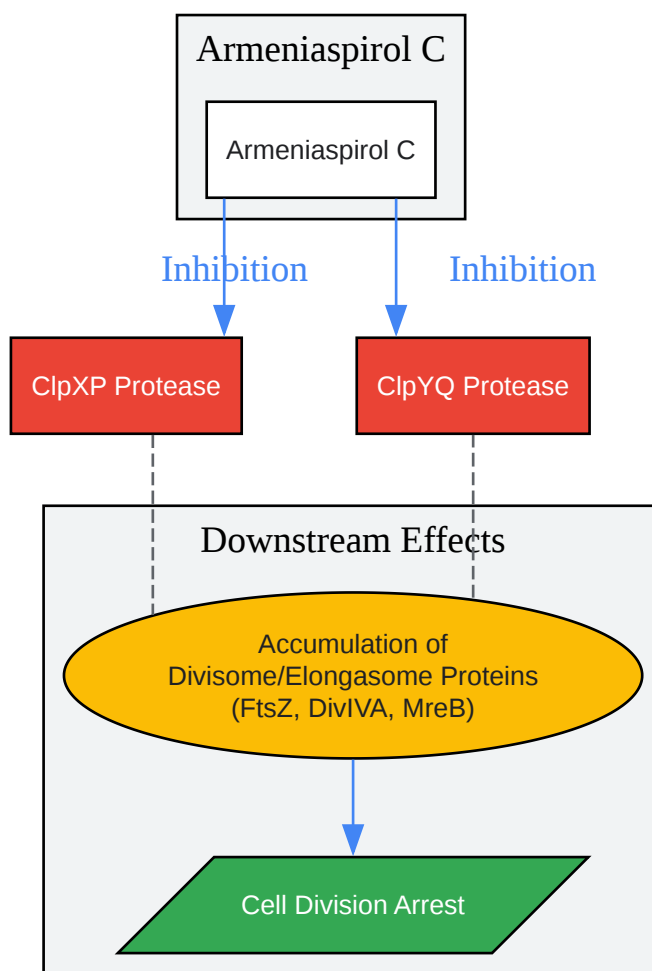 Armeniaspirol C
Armeniaspirol C
Inhibition
Inhibition
ClpXP Protease
ClpYQ Protease
Downstream Effects
Accumulation of
Divisome/Elongasome Proteins
(FtsZ, DivIVA, MreB)
Cell Division Arrest